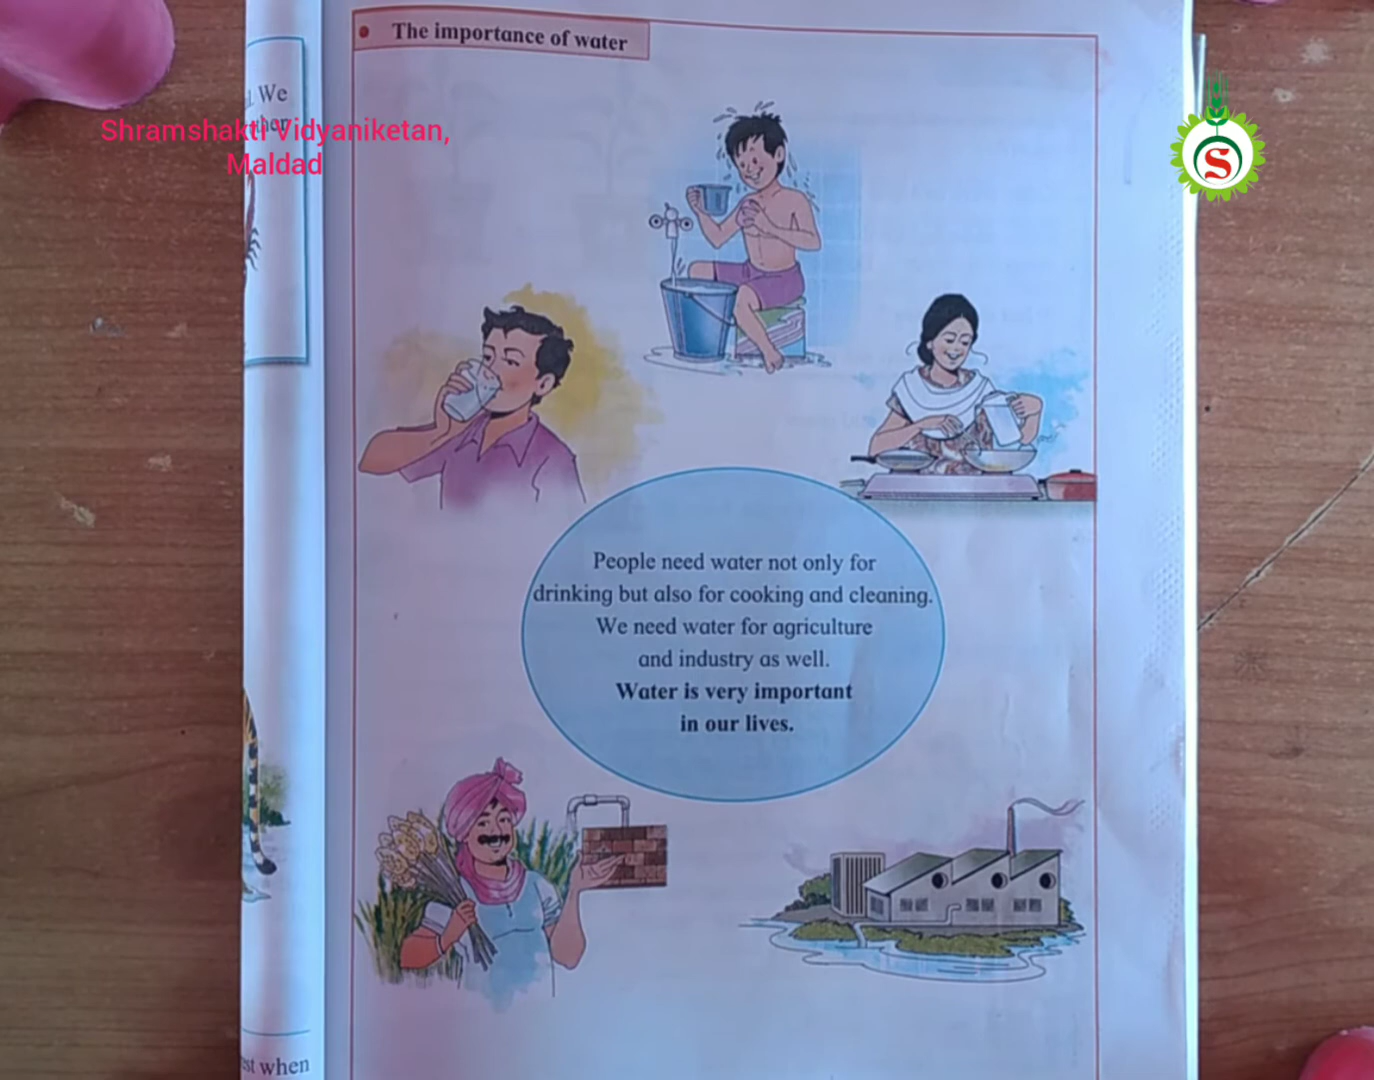 The importance of water
We
ther
Shramshakti Vidyaniketan,
Maldad
S
People need water not only for
drinking but also for cooking and cleaning.
We need water for agriculture
and industry as well.
Water is very important
in our lives.
st when